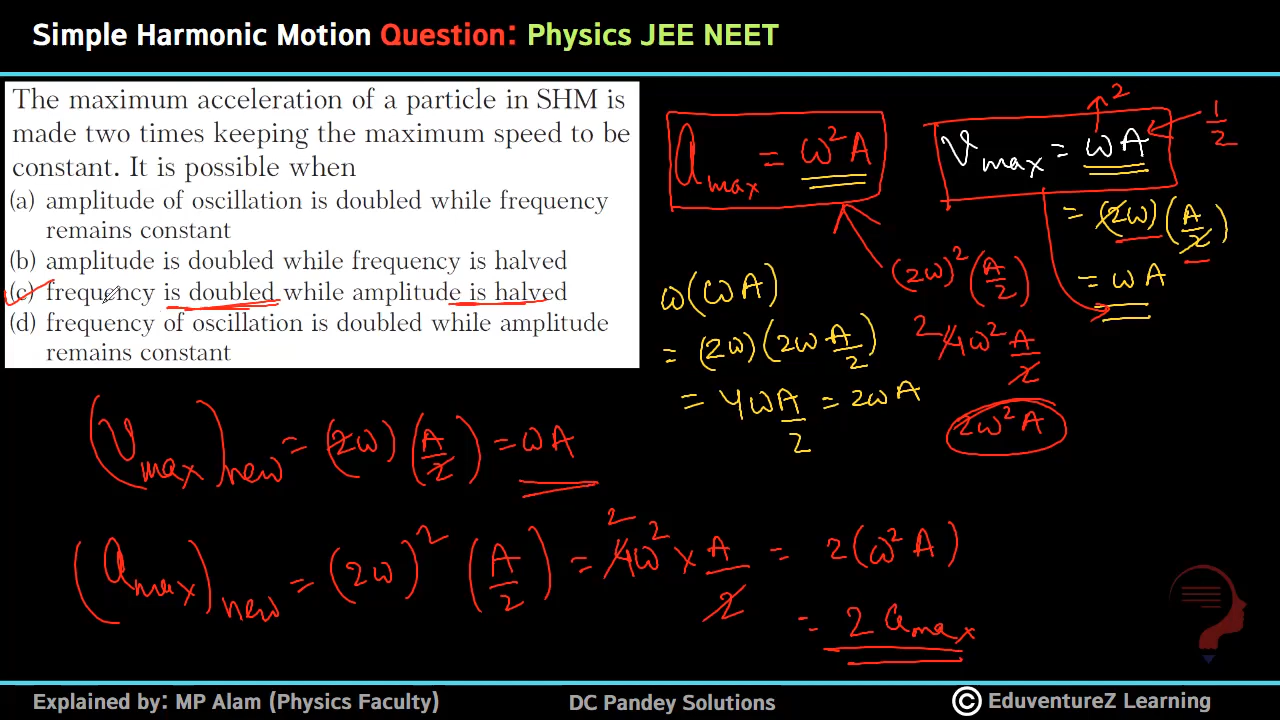 Simple Harmonic Motion Question: Physics JEE NEET
The maximum acceleration of a particle in SHM is
made two times keeping the maximum speed to be
constant. It is possible when
(a) amplitude of oscillation is doubled while frequency
remains constant
(b) amplitude is doubled while frequency is halved
(c) frequency is doubled while amplitude is halved
(d) frequency of oscillation is doubled while amplitude
remains constant
a_max = ω²A
2
1/2
v_max = ωA
= (2ω)(A/2)
= ωA
(2ω)²(A/2)
2 4ω² A/2
2ω²A
ω(ωA)
= (2ω)(2ω A/2)
= 4ωA/2 = 2ωA
(v_max)new = (2ω)(A/2) = ωA
(a_max)new = (2ω)²(A/2) = 2 4ω² × A/2 = 2(ω²A)
= 2 a_max
Explained by: MP Alam (Physics Faculty)
DC Pandey Solutions
© EduventureZ Learning